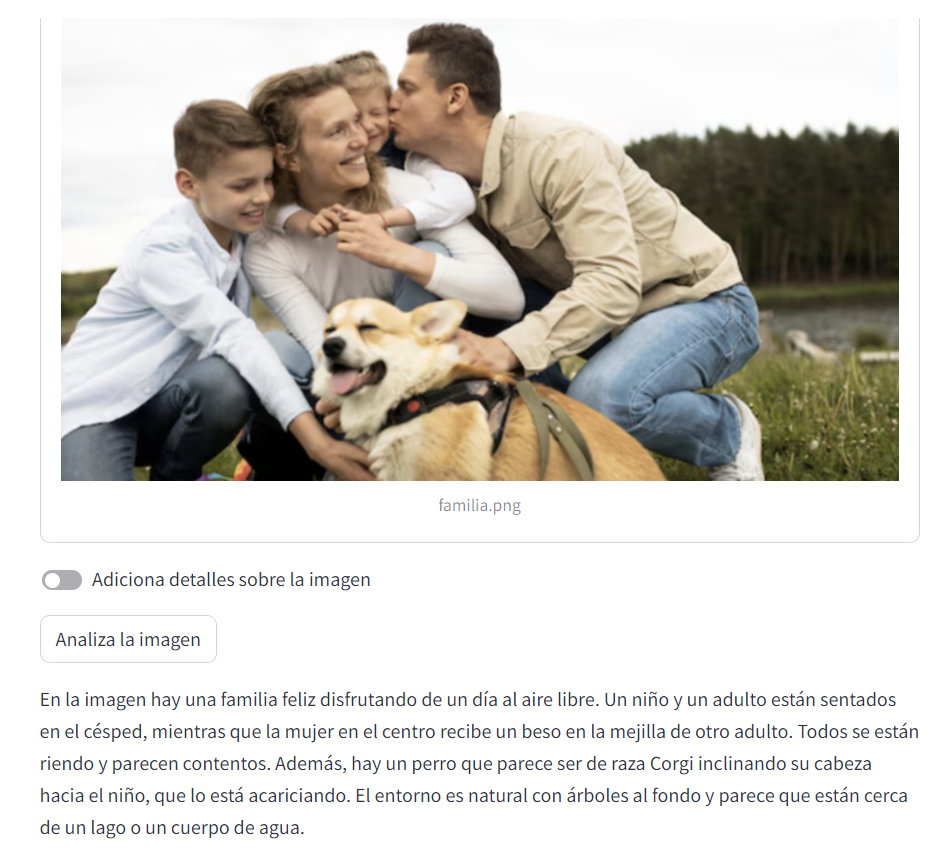 familia.png
Adiciona detalles sobre la imagen
Analiza la imagen
En la imagen hay una familia feliz disfrutando de un día al aire libre. Un niño y un adulto están sentados
en el césped, mientras que la mujer en el centro recibe un beso en la mejilla de otro adulto. Todos se están
riendo y parecen contentos. Además, hay un perro que parece ser de raza Corgi inclinando su cabeza
hacia el niño, que lo está acariciando. El entorno es natural con árboles al fondo y parece que están cerca
de un lago o un cuerpo de agua.